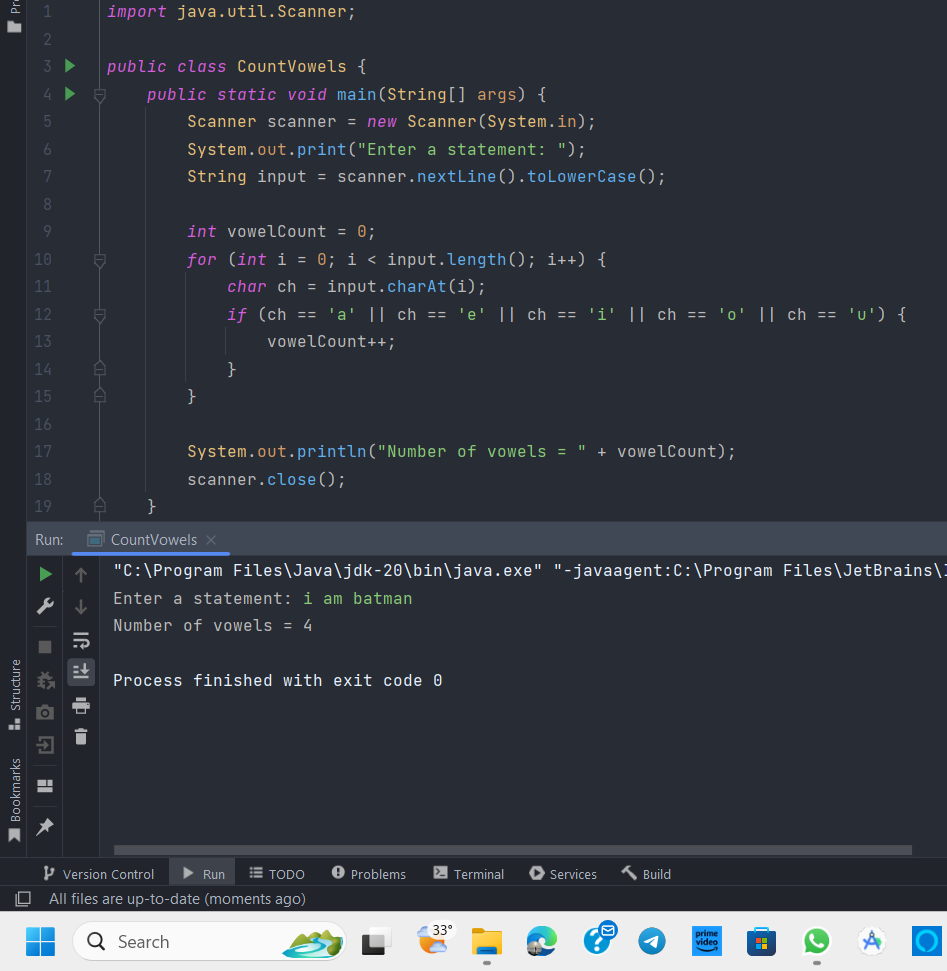 1 import java.util.Scanner;
2
3 public class CountVowels {
4 public static void main(String[] args) {
5 Scanner scanner = new Scanner(System.in);
6 System.out.print("Enter a statement: ");
7 String input = scanner.nextLine().toLowerCase();
8
9 int vowelCount = 0;
10 for (int i = 0; i < input.length(); i++) {
11 char ch = input.charAt(i);
12 if (ch == 'a' || ch == 'e' || ch == 'i' || ch == 'o' || ch == 'u') {
13 vowelCount++;
14 }
15 }
16
17 System.out.println("Number of vowels = " + vowelCount);
18 scanner.close();
19 }
Run: CountVowels
"C:\Program Files\Java\jdk-20\bin\java.exe" "-javaagent:C:\Program Files\JetBrains\
Enter a statement: i am batman
Number of vowels = 4
Process finished with exit code 0
Structure
Bookmarks
Version Control Run TODO Problems Terminal Services Build
All files are up-to-date (moments ago)
Search 33° prime video